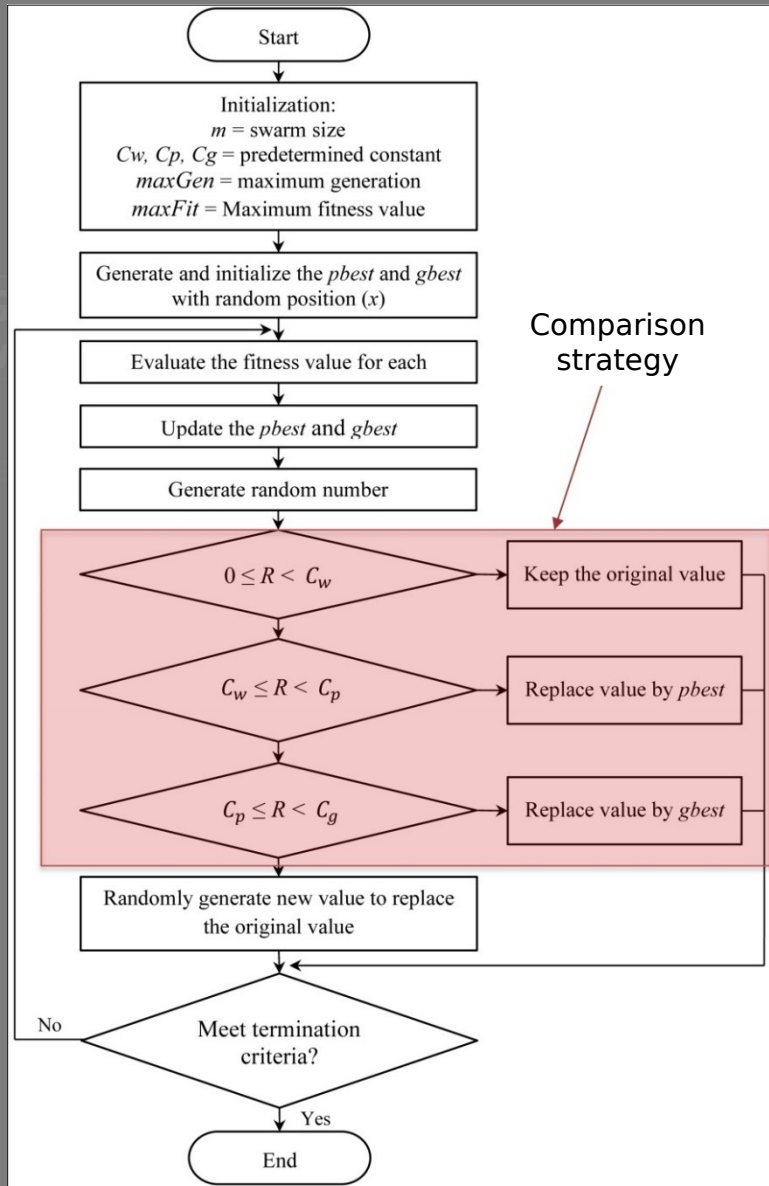 Start
Initialization:
m = swarm size
Cw, Cp, Cg = predetermined constant
maxGen = maximum generation
maxFit = Maximum fitness value
Generate and initialize the pbest and gbest
with random position (x)
Comparison
strategy
Evaluate the fitness value for each
Update the pbest and gbest
Generate random number
0 ≤ R < C_w
Keep the original value
C_w ≤ R < C_p
Replace value by pbest
C_p ≤ R < C_g
Replace value by gbest
Randomly generate new value to replace
the original value
No
Meet termination
criteria?
Yes
End